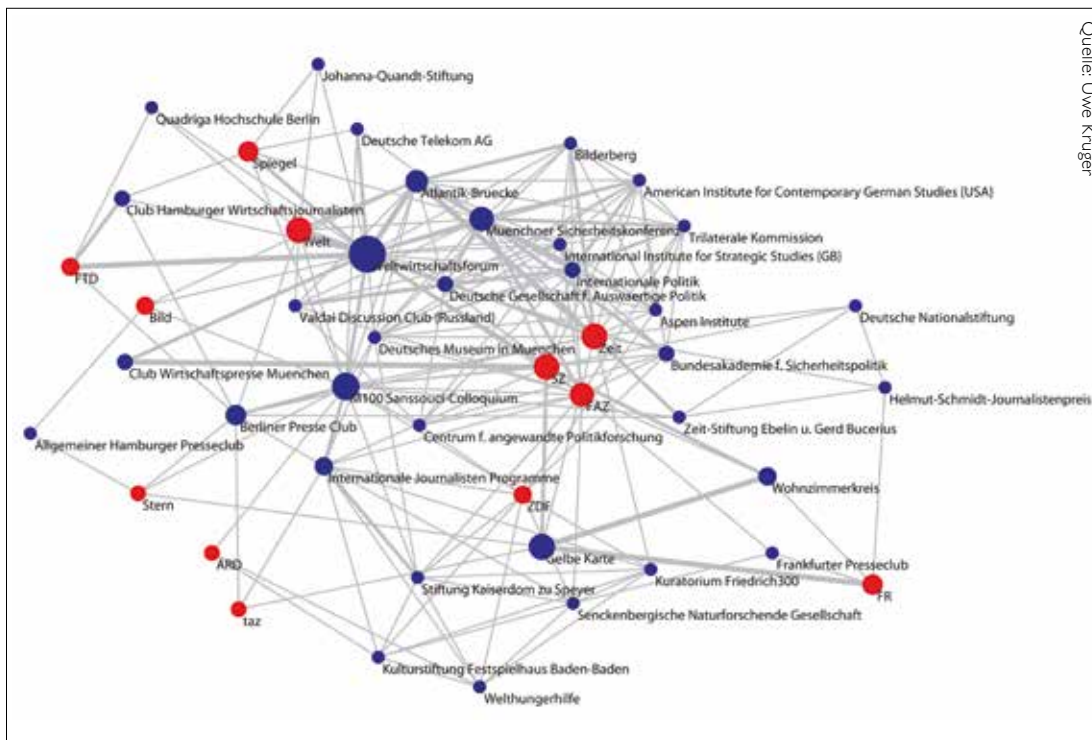 Quelle: Uwe Krüger
Johanna-Quandt-Stiftung
Quadriga Hochschule Berlin
Deutsche Telekom AG
Spiegel
Bilderberg
Atlantik-Bruecke
American Institute for Contemporary German Studies (USA)
Club Hamburger Wirtschaftsjournalisten
Muenchner Sicherheitskonferenz
Welt
Trilaterale Kommission
International Institute for Strategic Studies (GB)
Weltwirtschaftsforum
FTD
Internationale Politik
Deutsche Gesellschaft f. Auswaertige Politik
Bild
Valdai Discussion Club (Russland)
Aspen Institute
Deutsche Nationalstiftung
Deutsches Museum in Muenchen
Zeit
Bundesakademie f. Sicherheitspolitik
Club Wirtschaftspresse Muenchen
SZ
M100 Sanssouci Colloquium
FAZ
Helmut-Schmidt-Journalistenpreis
Berliner Presse Club
Zeit-Stiftung Ebelin u. Gerd Bucerius
Allgemeiner Hamburger Presseclub
Centrum f. angewandte Politikforschung
Internationale Journalisten Programme
Wohnzimmerkreis
Stern
ZDF
Gelbe Karte
ARD
Frankfurter Presseclub
Stiftung Kaiserdom zu Speyer
Kuratorium Friedrich300
FR
Senckenbergische Naturforschende Gesellschaft
taz
Kulturstiftung Festspielhaus Baden-Baden
Welthungerhilfe